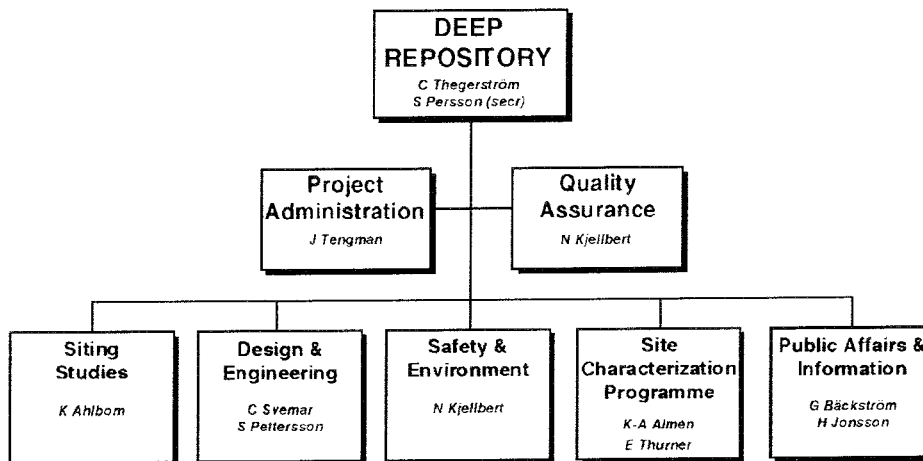 DEEP
REPOSITORY
C Thegerström
S Persson (secr)
Project
Administration
J Tengman
Quality
Assurance
N Kjellbert
Siting
Studies
K Ahlbom
Design &
Engineering
C Svemar
S Pettersson
Safety &
Environment
N Kjellbert
Site
Characterization
Programme
K-A Almén
E Thurner
Public Affairs &
Information
G Bäckström
H Jonsson